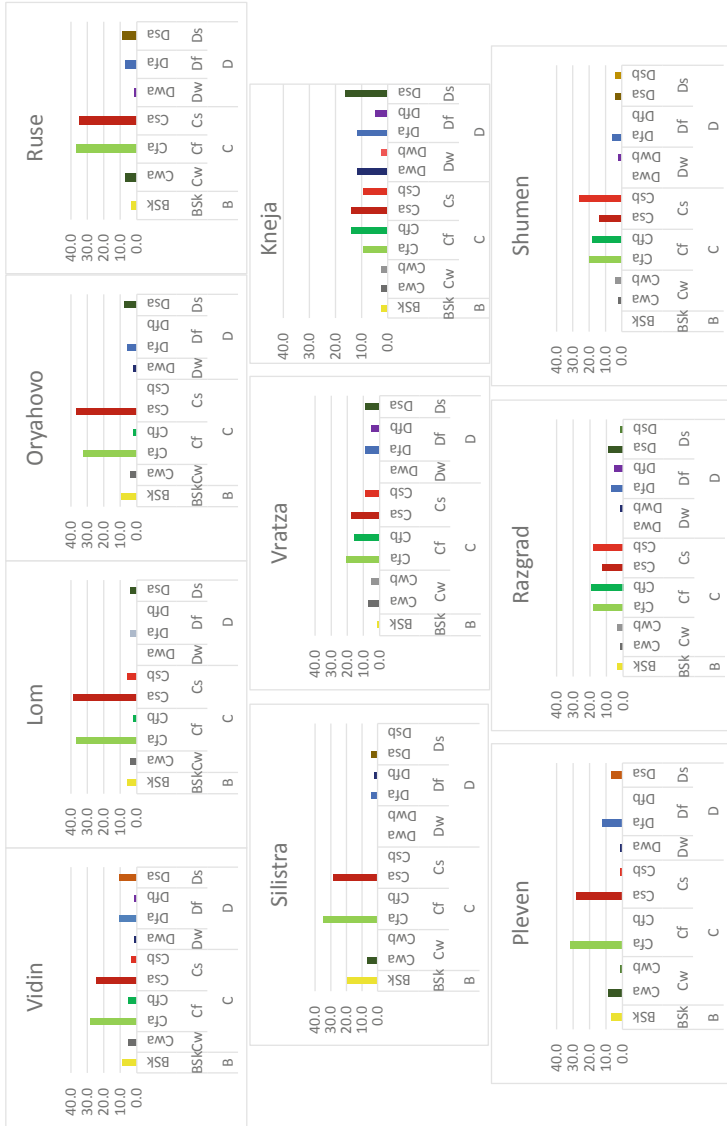 Vidin
40.0
30.0
20.0
10.0
0.0
BSk Cwa Cfa Cfb Csa Csb Dwa Dfa Dfb Dsa
BSk Cw Cf Cs Dw Df Ds
B C D
Lom
40.0
30.0
20.0
10.0
0.0
BSk Cwa Cfa Cfb Csa Csb Dwa Dfa Dfb Dsa
BSk Cw Cf Cs Dw Df Ds
B C D
Oryahovo
40.0
30.0
20.0
10.0
0.0
BSk Cwa Cfa Cfb Csa Csb Dwa Dfa Dfb Dsa
BSk Cw Cf Cs Dw Df Ds
B C D
Ruse
40.0
30.0
20.0
10.0
0.0
BSk Cwa Cfa Csa Dwa Dfa Dsa
BSk Cw Cf Cs Dw Df Ds
B C D
Silistra
40.0
30.0
20.0
10.0
0.0
BSk Cwa Cwb Cfa Cfb Csa Csb Dwa Dwb Dfa Dfb Dsa Dsb
BSk Cw Cf Cs Dw Df Ds
B C D
Vratza
40.0
30.0
20.0
10.0
0.0
BSk Cwa Cwb Cfa Cfb Csa Csb Dwa Dfa Dfb Dsa
BSk Cw Cf Cs Dw Df Ds
B C D
Kneja
40.0
30.0
20.0
10.0
0.0
BSk Cwa Cwb Cfa Cfb Csa Csb Dwa Dwb Dfa Dfb Dsa
BSk Cw Cf Cs Dw Df Ds
B C D
Pleven
40.0
30.0
20.0
10.0
0.0
BSk Cwa Cwb Cfa Cfb Csa Csb Dwa Dfa Dfb Dsa
BSk Cw Cf Cs Dw Df Ds
B C D
Razgrad
40.0
30.0
20.0
10.0
0.0
BSk Cwa Cwb Cfa Cfb Csa Csb Dwa Dwb Dfa Dfb Dsa Dsb
BSk Cw Cf Cs Dw Df Ds
B C D
Shumen
40.0
30.0
20.0
10.0
0.0
BSk Cwa Cwb Cfa Cfb Csa Csb Dwa Dwb Dfa Dfb Dsa Dsb
BSk Cw Cf Cs Dw Df Ds
B C D